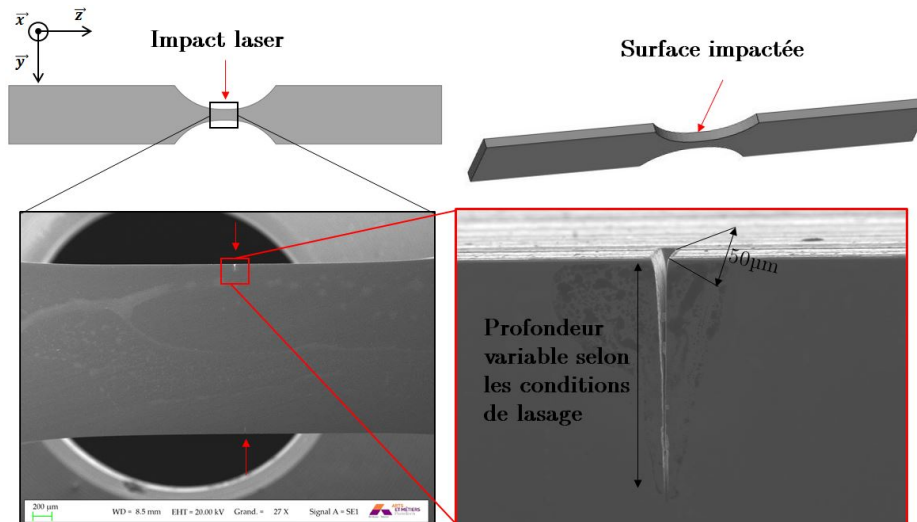 x
z
y
Impact laser
Surface impactée
50µm
Profondeur
variable selon
les conditions
de lasage
200 µm
WD = 8.5 mm EHT = 20.00 kV Grand. = 27 X Signal A = SE1
ARTS
ET MÉTIERS